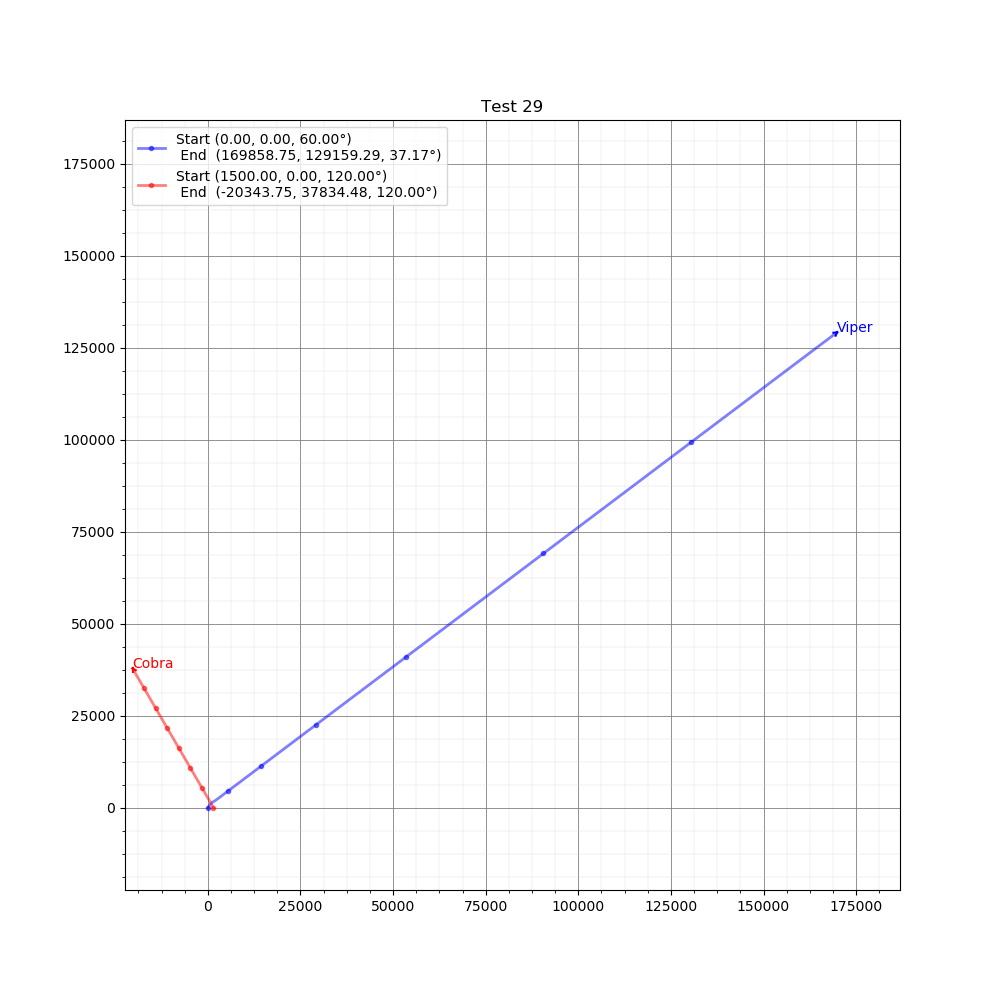 Test 29
Start (0.00, 0.00, 60.00°)
End (169858.75, 129159.29, 37.17°)
Start (1500.00, 0.00, 120.00°)
End (-20343.75, 37834.48, 120.00°)
175000
150000
125000
100000
75000
50000
25000
0
Viper
Cobra
0 25000 50000 75000 100000 125000 150000 175000